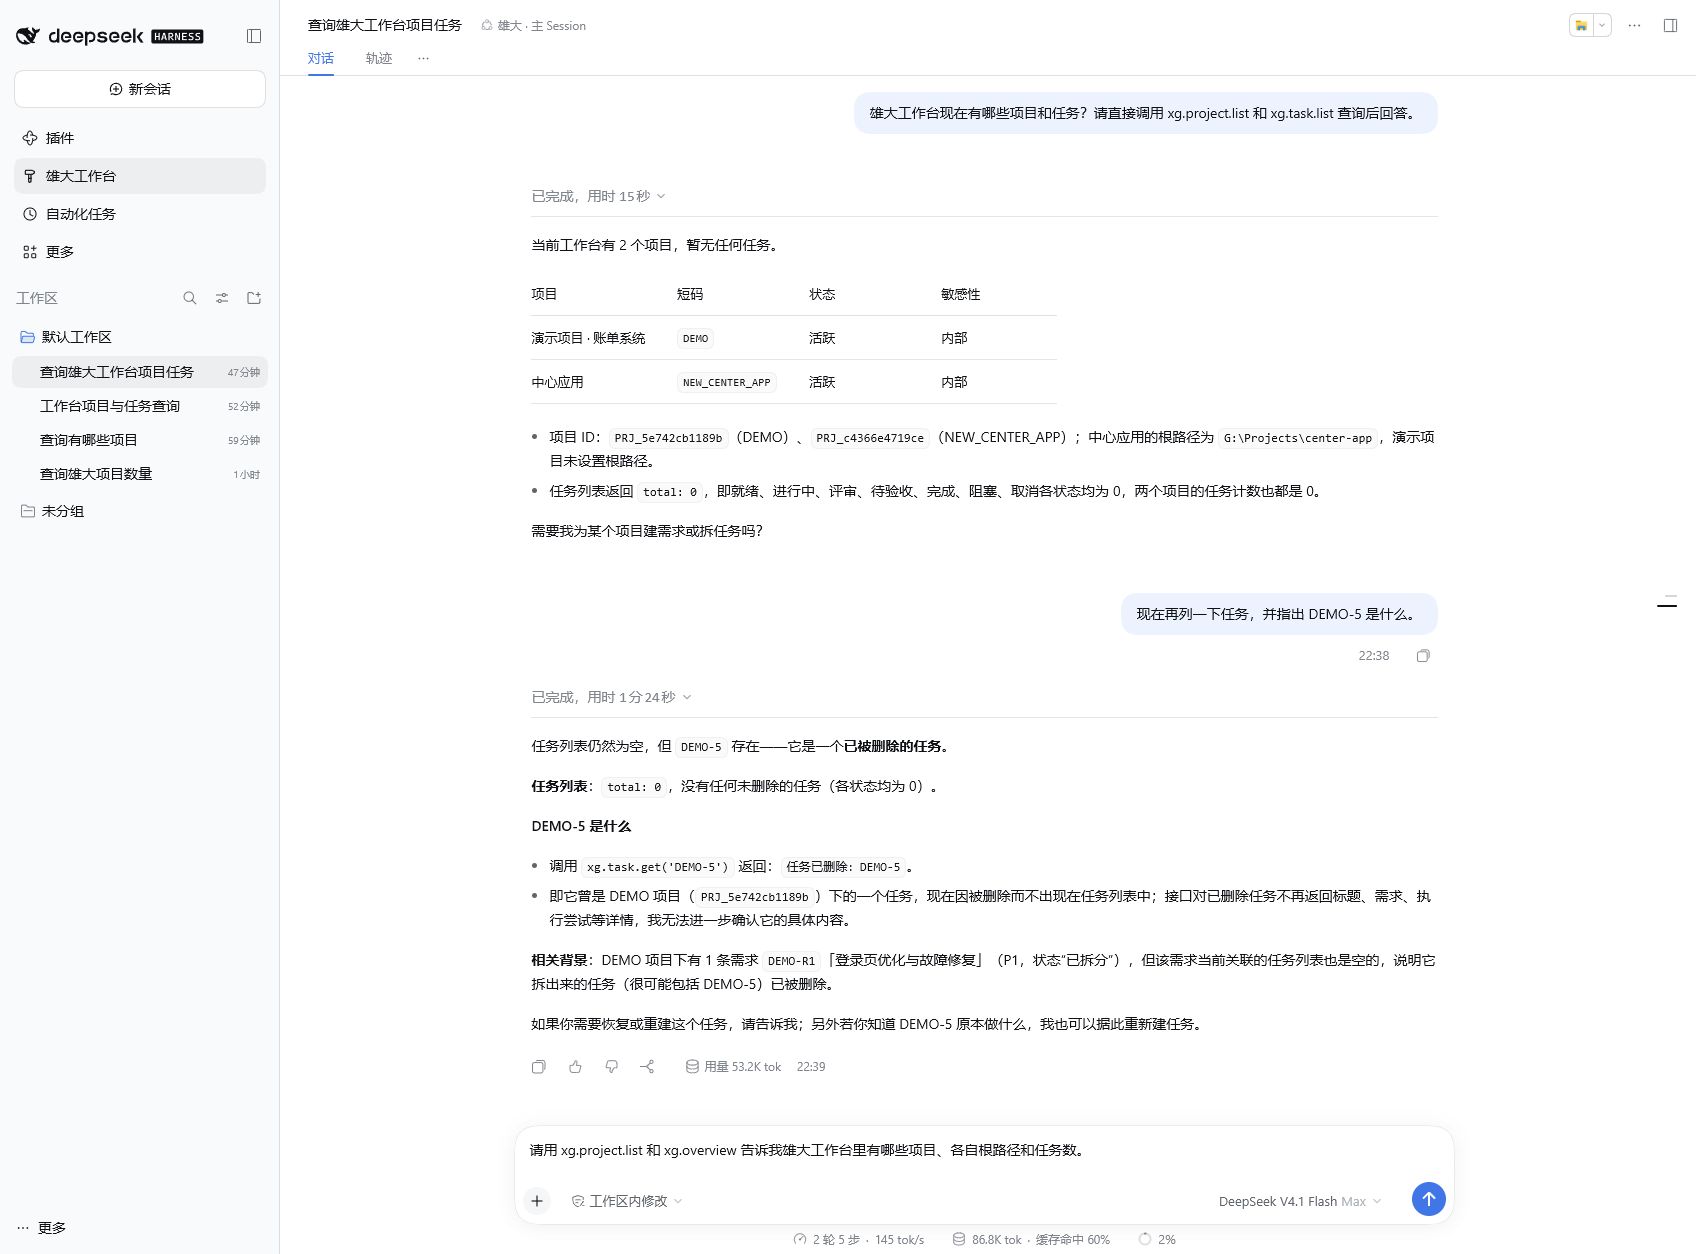 deepseek HARNESS
新会话
插件
雄大工作台
自动化任务
更多
工作区
默认工作区
查询雄大工作台项目任务 47分钟
工作台项目与任务查询 52分钟
查询有哪些项目 59分钟
查询雄大项目数量 1小时
未分组
更多
查询雄大工作台项目任务 雄大 · 主 Session
对话 轨迹 ···
雄大工作台现在有哪些项目和任务？请直接调用 xg.project.list 和 xg.task.list 查询后回答。
已完成，用时 15秒
当前工作台有 2 个项目，暂无任何任务。
项目 短码 状态 敏感性
演示项目 · 账单系统 DEMO 活跃 内部
中心应用 NEW_CENTER_APP 活跃 内部
项目 ID： PRJ_5e742cb1189b （DEMO）、 PRJ_c4366e4719ce （NEW_CENTER_APP）；中心应用的根路径为 G:\Projects\center-app ，演示项
目未设置根路径。
任务列表返回 total: 0 ，即就绪、进行中、评审、待验收、完成、阻塞、取消各状态均为 0，两个项目的任务计数也都是 0。
需要我为某个项目建需求或拆任务吗？
现在再列一下任务，并指出 DEMO-5 是什么。
22:38
已完成，用时 1分24秒
任务列表仍然为空，但 DEMO-5 存在——它是一个已被删除的任务。
任务列表： total: 0 ，没有任何未删除的任务（各状态均为 0）。
DEMO-5 是什么
调用 xg.task.get('DEMO-5') 返回： 任务已删除: DEMO-5 。
即它曾是 DEMO 项目（ PRJ_5e742cb1189b ）下的一个任务，现在因被删除而不出现在任务列表中；接口对已删除任务不再返回标题、需求、执
行尝试等详情，我无法进一步确认它的具体内容。
相关背景：DEMO 项目下有 1 条需求 DEMO-R1 「登录页优化与故障修复」（P1，状态“已拆分”），但该需求当前关联的任务列表也是空的，说明它
拆出来的任务（很可能包括 DEMO-5）已被删除。
如果你需要恢复或重建这个任务，请告诉我；另外若你知道 DEMO-5 原本做什么，我也可以据此重新建任务。
用量 53.2K tok 22:39
请用 xg.project.list 和 xg.overview 告诉我雄大工作台里有哪些项目、各自根路径和任务数。
工作区内修改 DeepSeek V4.1 Flash Max
2 轮 5 步 · 145 tok/s 86.8K tok · 缓存命中 60% 2%